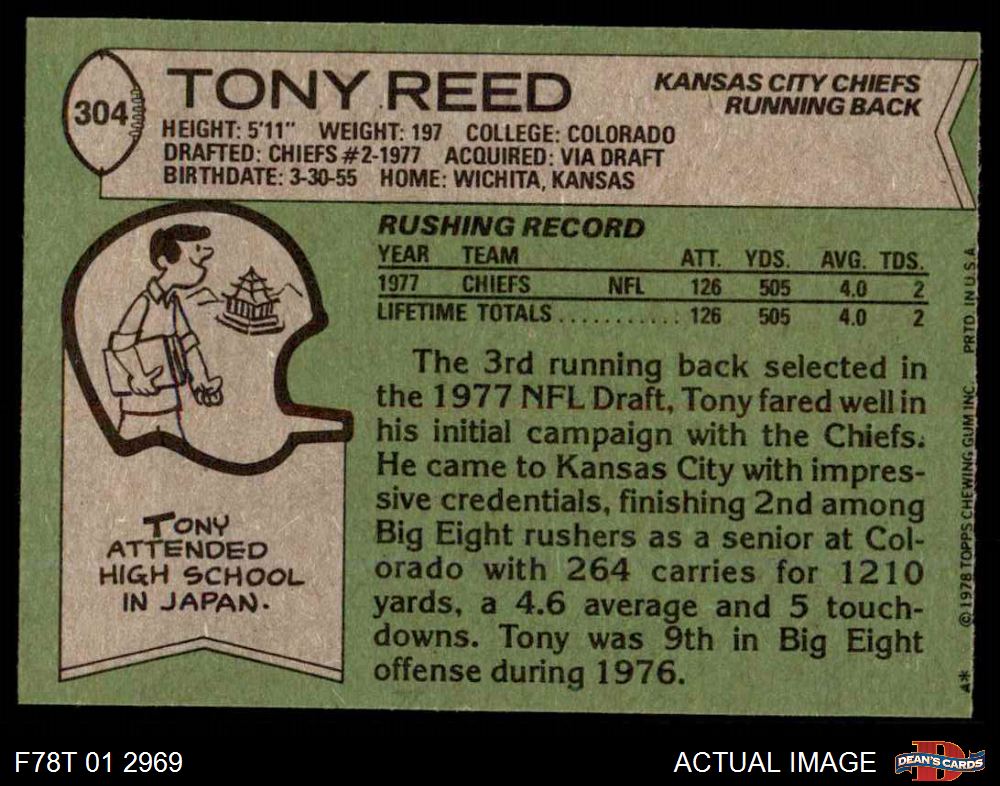 304
TONY REED
KANSAS CITY CHIEFS
RUNNING BACK
HEIGHT: 5'11" WEIGHT: 197 COLLEGE: COLORADO
DRAFTED: CHIEFS #2-1977 ACQUIRED: VIA DRAFT
BIRTHDATE: 3-30-55 HOME: WICHITA, KANSAS
RUSHING RECORD
YEAR TEAM ATT. YDS. AVG. TDS.
1977 CHIEFS NFL 126 505 4.0 2
LIFETIME TOTALS........... 126 505 4.0 2
The 3rd running back selected in
the 1977 NFL Draft, Tony fared well in
his initial campaign with the Chiefs.
He came to Kansas City with impres-
sive credentials, finishing 2nd among
Big Eight rushers as a senior at Col-
orado with 264 carries for 1210
yards, a 4.6 average and 5 touch-
downs. Tony was 9th in Big Eight
offense during 1976.
TONY
ATTENDED
HIGH SCHOOL
IN JAPAN.
A* ©1978 TOPPS CHEWING GUM INC. PRTD. IN U.S.A.
F78T 01 2969
ACTUAL IMAGE
D
DEAN'S CARDS